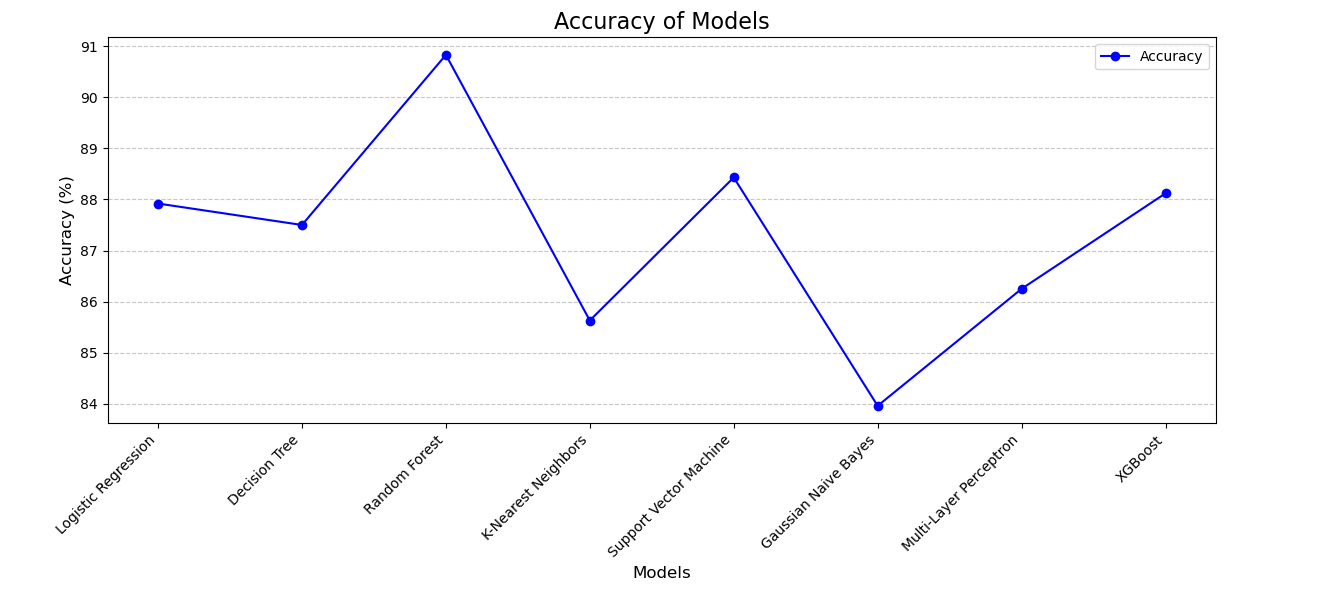 Accuracy of Models
Accuracy
91
90
89
88
87
86
85
84
Accuracy (%)
Logistic Regression
Decision Tree
Random Forest
K-Nearest Neighbors
Support Vector Machine
Gaussian Naive Bayes
Multi-Layer Perceptron
XGBoost
Models